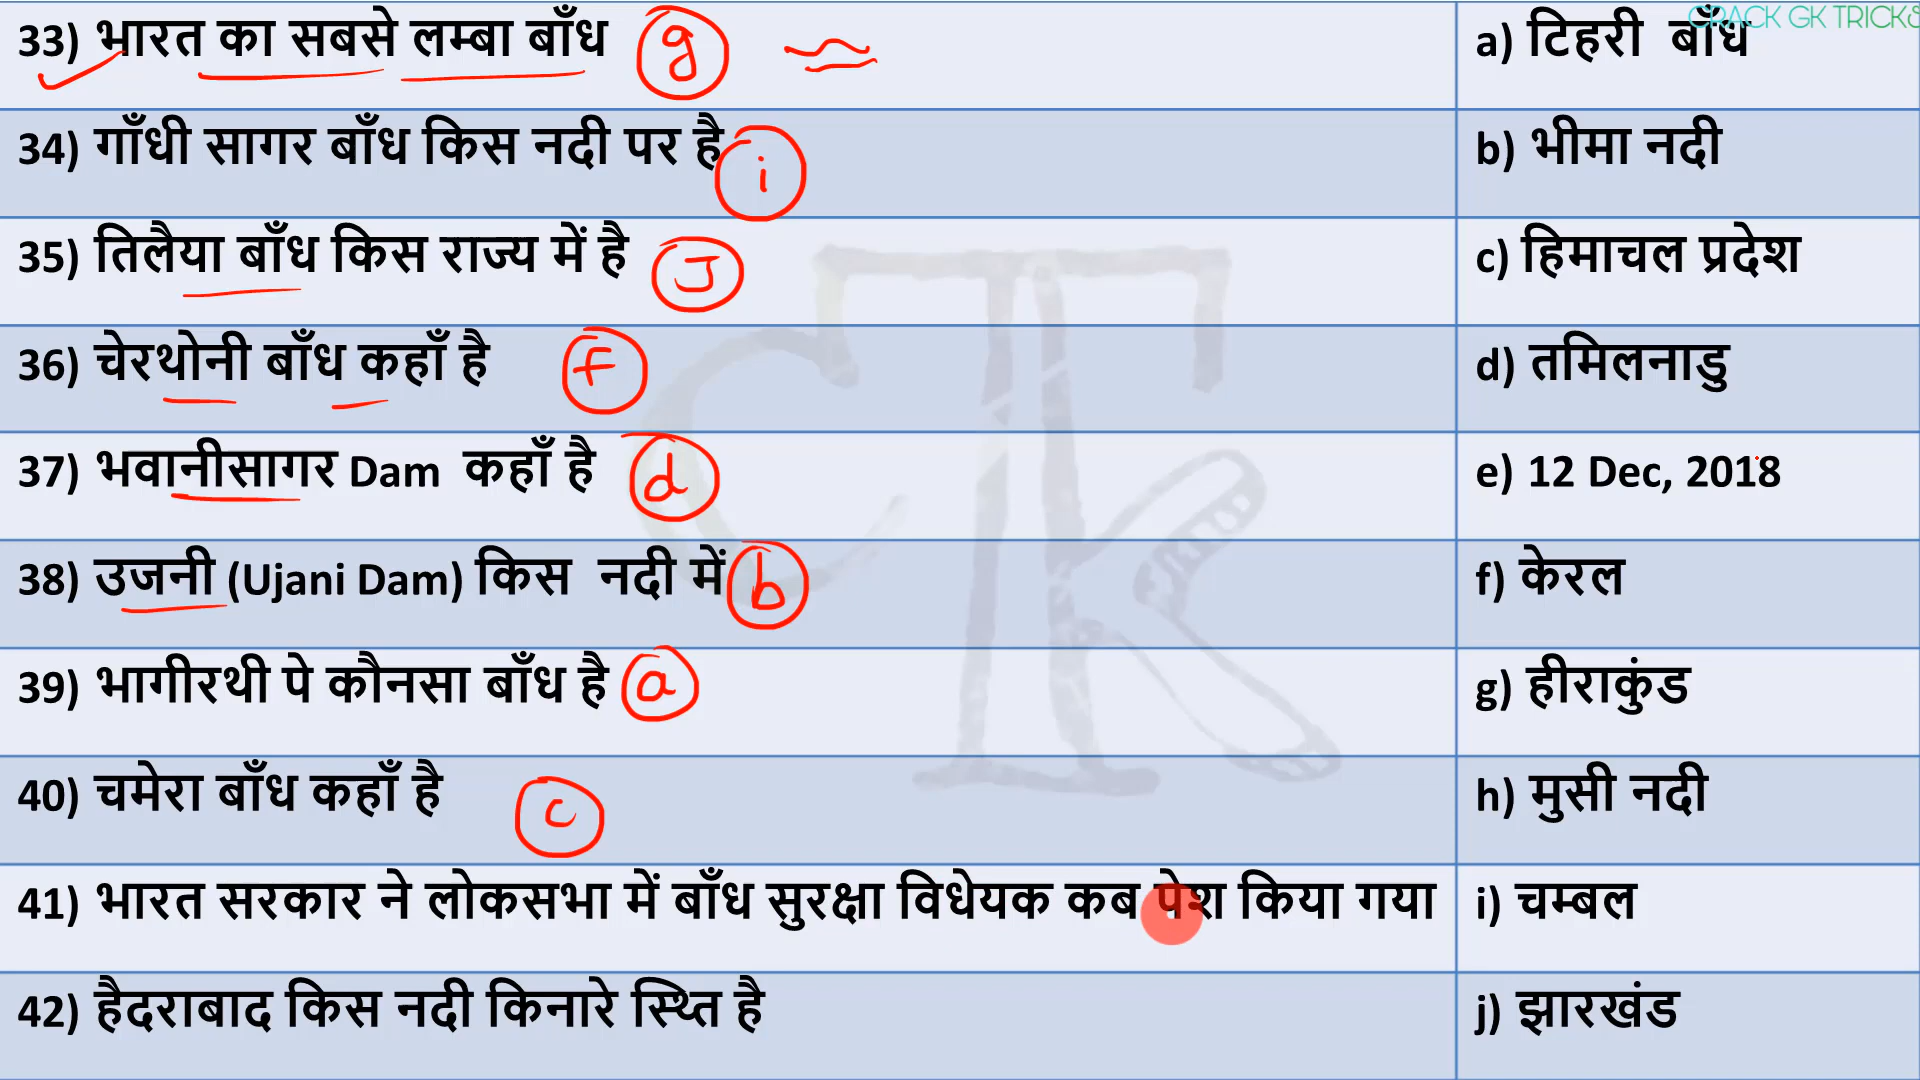 CRACK GK TRICKS
33) भारत का सबसे लम्बा बाँध g
a) टिहरी बाँध
34) गाँधी सागर बाँध किस नदी पर है i
b) भीमा नदी
35) तिलैया बाँध किस राज्य में है J
c) हिमाचल प्रदेश
36) चेरथोनी बाँध कहाँ है f
d) तमिलनाडु
37) भवानीसागर Dam कहाँ है d
e) 12 Dec, 2018
38) उजनी (Ujani Dam) किस नदी में b
f) केरल
39) भागीरथी पे कौनसा बाँध है a
g) हीराकुंड
40) चमेरा बाँध कहाँ है c
h) मुसी नदी
41) भारत सरकार ने लोकसभा में बाँध सुरक्षा विधेयक कब पेश किया गया
i) चम्बल
42) हैदराबाद किस नदी किनारे स्थ्ति है
j) झारखंड